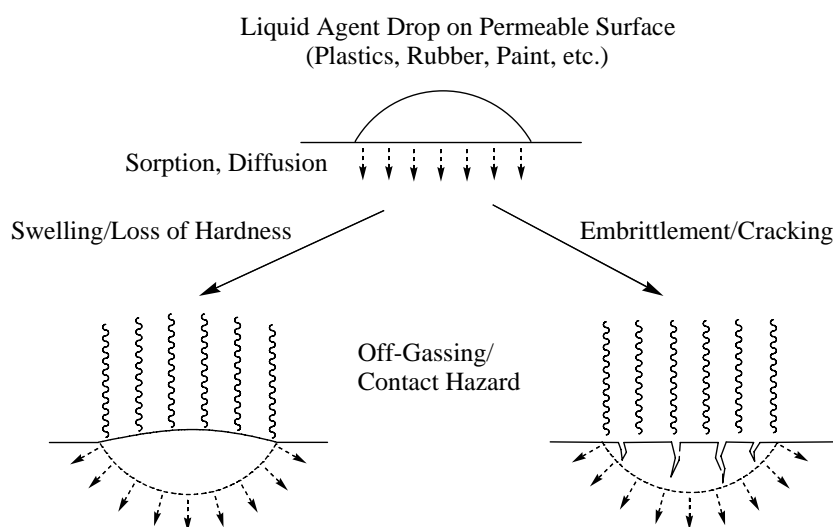 Liquid Agent Drop on Permeable Surface
(Plastics, Rubber, Paint, etc.)
Sorption, Diffusion
Swelling/Loss of Hardness
Embrittlement/Cracking
Off-Gassing/
Contact Hazard